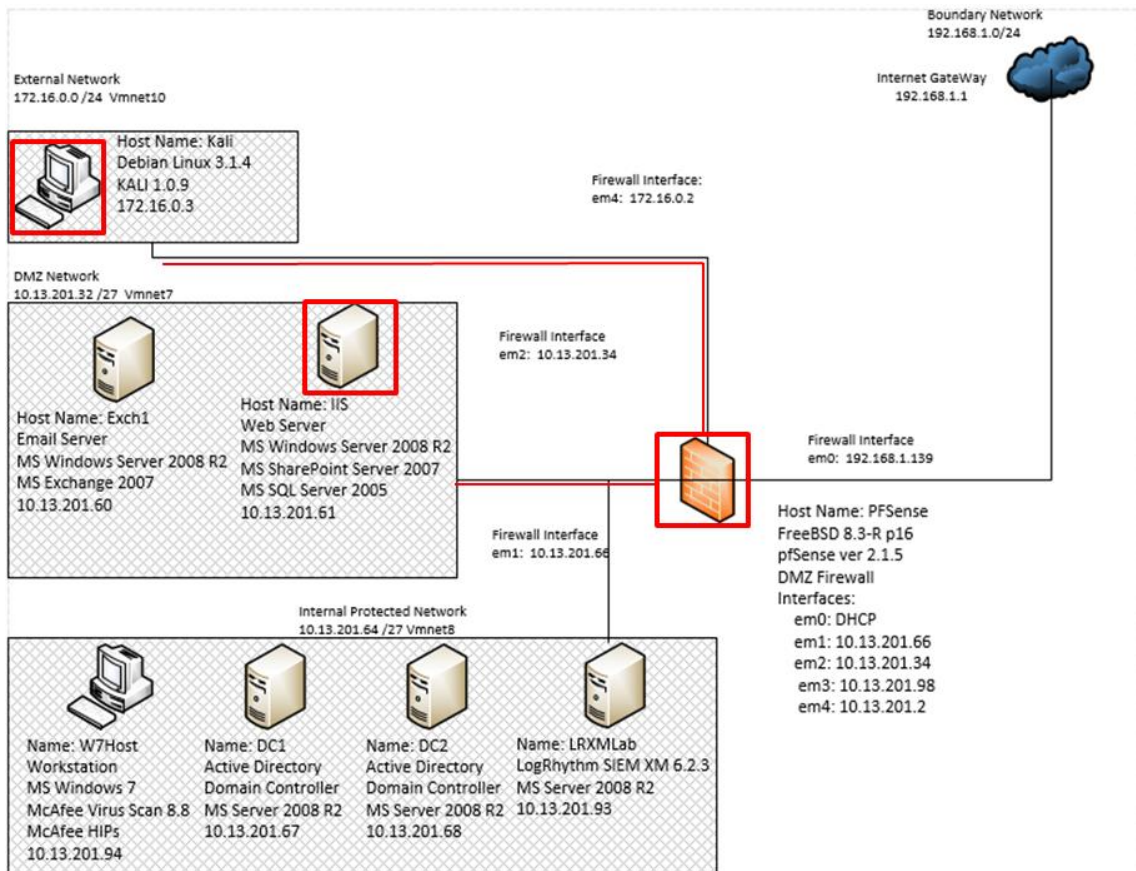 Boundary Network
192.168.1.0/24
Internet GateWay
192.168.1.1
External Network
172.16.0.0 /24 Vmnet10
Host Name: Kali
Debian Linux 3.1.4
KALI 1.0.9
172.16.0.3
Firewall Interface:
em4: 172.16.0.2
DMZ Network
10.13.201.32 /27 Vmnet7
Host Name: Exch1
Email Server
MS Windows Server 2008 R2
MS Exchange 2007
10.13.201.60
Host Name: IIS
Web Server
MS Windows Server 2008 R2
MS SharePoint Server 2007
MS SQL Server 2005
10.13.201.61
Firewall Interface
em2: 10.13.201.34
Firewall Interface
em0: 192.168.1.139
Firewall Interface
em1: 10.13.201.66
Host Name: PFSense
FreeBSD 8.3-R p16
pfSense ver 2.1.5
DMZ Firewall
Interfaces:
em0: DHCP
em1: 10.13.201.66
em2: 10.13.201.34
em3: 10.13.201.98
em4: 10.13.201.2
Internal Protected Network
10.13.201.64 /27 Vmnet8
Name: W7Host
Workstation
MS Windows 7
McAfee Virus Scan 8.8
McAfee HIPs
10.13.201.94
Name: DC1
Active Directory
Domain Controller
MS Server 2008 R2
10.13.201.67
Name: DC2
Active Directory
Domain Controller
MS Server 2008 R2
10.13.201.68
Name: LRXMLab
LogRhythm SIEM XM 6.2.3
MS Server 2008 R2
10.13.201.93